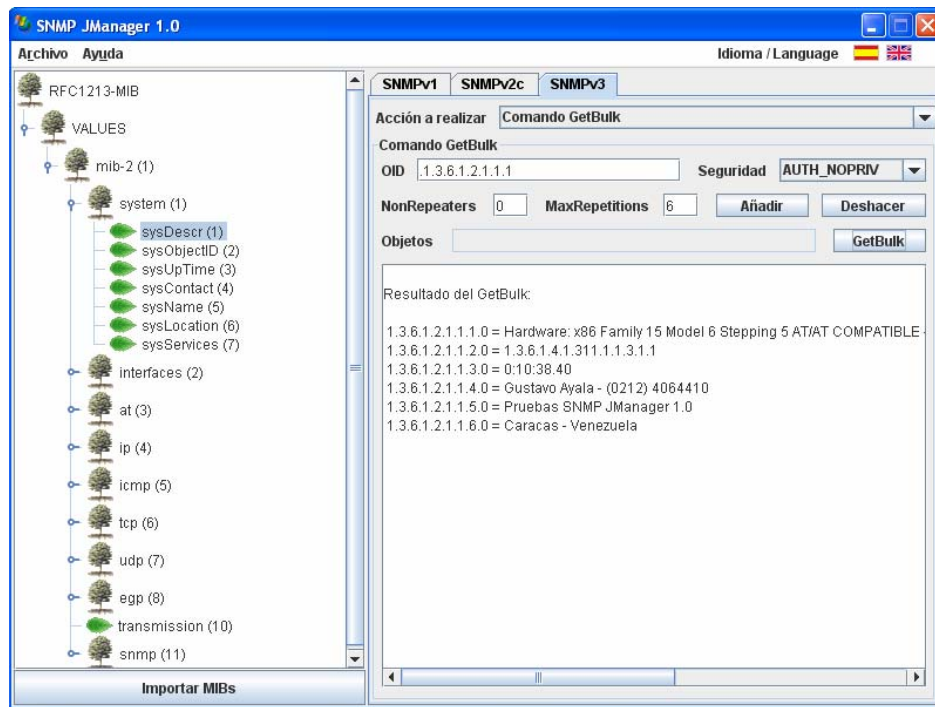 SNMP JManager 1.0
Archivo Ayuda
Idioma / Language
RFC1213-MIB
VALUES
mib-2 (1)
system (1)
sysDescr (1)
sysObjectID (2)
sysUpTime (3)
sysContact (4)
sysName (5)
sysLocation (6)
sysServices (7)
interfaces (2)
at (3)
ip (4)
icmp (5)
tcp (6)
udp (7)
egp (8)
transmission (10)
snmp (11)
Importar MIBs
SNMPv1 SNMPv2c SNMPv3
Acción a realizar Comando GetBulk
Comando GetBulk
OID .1.3.6.1.2.1.1.1 Seguridad AUTH_NOPRIV
NonRepeaters 0 MaxRepetitions 6 Añadir Deshacer
Objetos GetBulk
Resultado del GetBulk:
1.3.6.1.2.1.1.1.0 = Hardware: x86 Family 15 Model 6 Stepping 5 AT/AT COMPATIBLE -
1.3.6.1.2.1.1.2.0 = 1.3.6.1.4.1.311.1.1.3.1.1
1.3.6.1.2.1.1.3.0 = 0:10:38.40
1.3.6.1.2.1.1.4.0 = Gustavo Ayala - (0212) 4064410
1.3.6.1.2.1.1.5.0 = Pruebas SNMP JManager 1.0
1.3.6.1.2.1.1.6.0 = Caracas - Venezuela